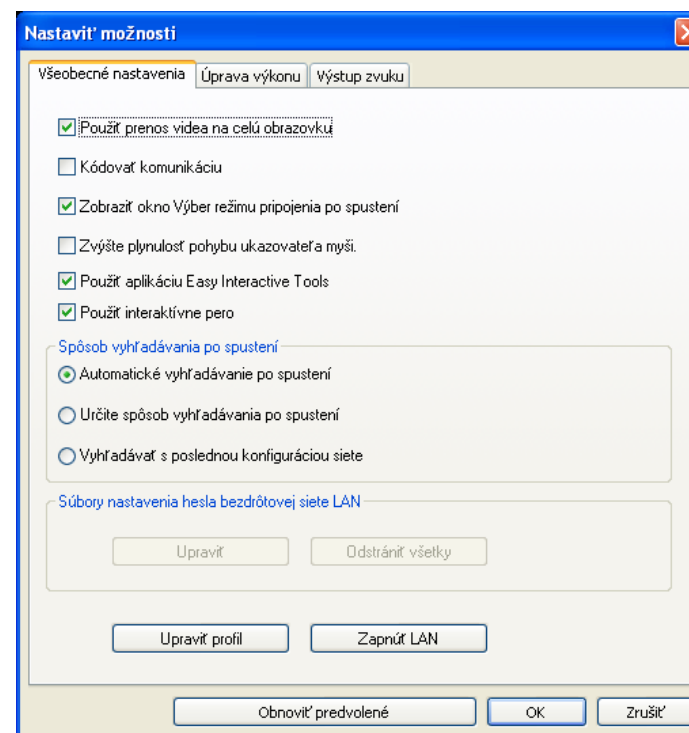 Nastaviť možnosti
Všeobecné nastavenia Úprava výkonu Výstup zvuku
Použiť prenos videa na celú obrazovku
Kódovať komunikáciu
Zobraziť okno Výber režimu pripojenia po spustení
Zvýšte plynulosť pohybu ukazovateľa myši.
Použiť aplikáciu Easy Interactive Tools
Použiť interaktívne pero
Spôsob vyhľadávania po spustení
Automatické vyhľadávanie po spustení
Určite spôsob vyhľadávania po spustení
Vyhľadávať s poslednou konfiguráciou siete
Súbory nastavenia hesla bezdrôtovej siete LAN
Upraviť Odstrániť všetky
Upraviť profil Zapnúť LAN
Obnoviť predvolené OK Zrušiť